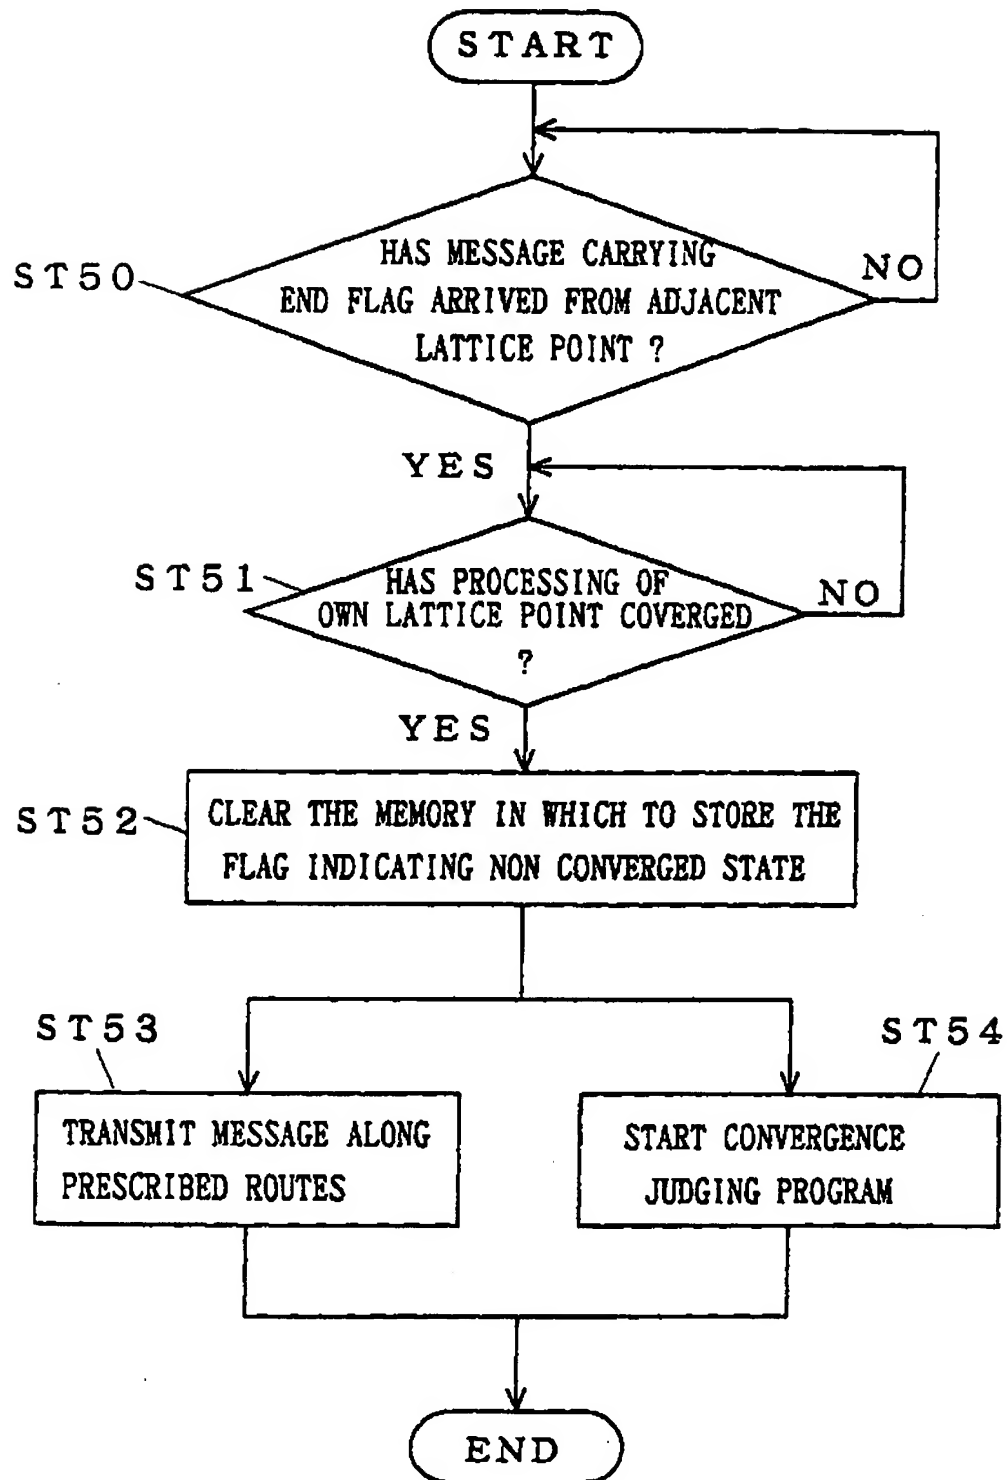 START
HAS MESSAGE CARRYING
END FLAG ARRIVED FROM ADJACENT
LATTICE POINT ?
ST50
NO
YES
HAS PROCESSING OF
OWN LATTICE POINT COVERGED
?
ST51
NO
YES
CLEAR THE MEMORY IN WHICH TO STORE THE
FLAG INDICATING NON CONVERGED STATE
ST52
ST53
ST54
TRANSMIT MESSAGE ALONG
PRESCRIBED ROUTES
START CONVERGENCE
JUDGING PROGRAM
END